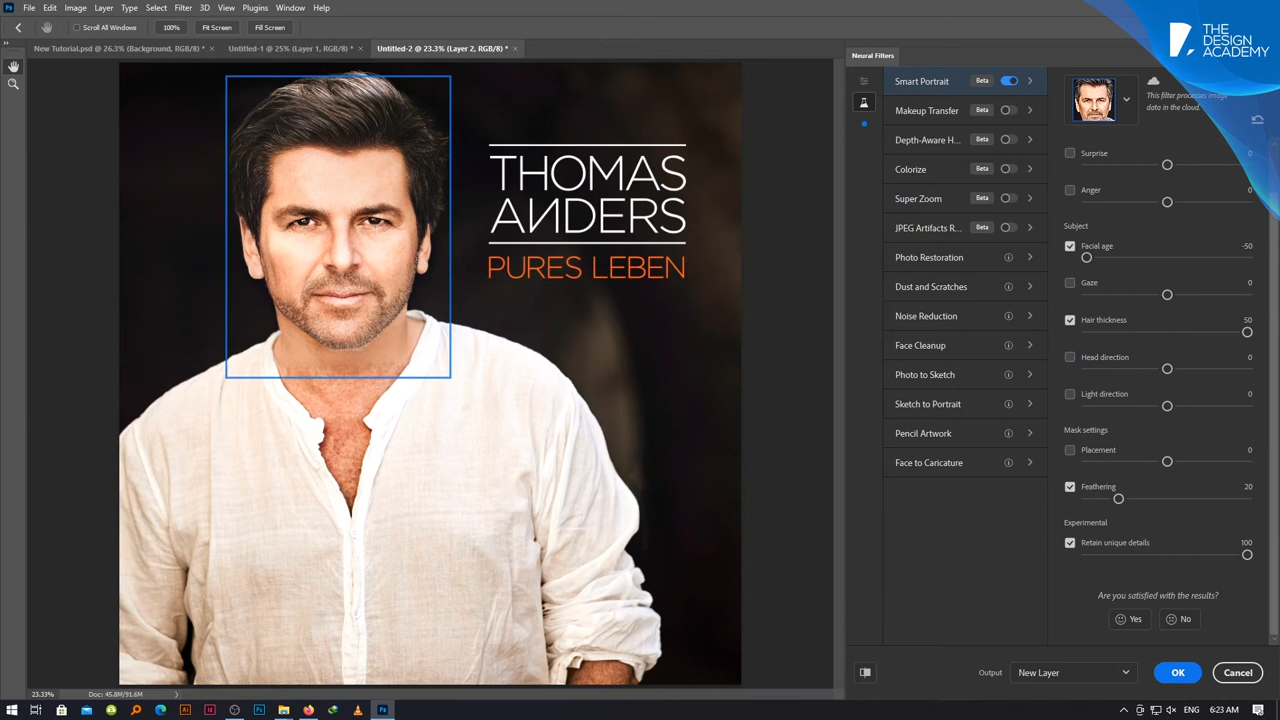 File Edit Image Layer Type Select Filter 3D View Plugins Window Help
Scroll All Windows 100% Fit Screen Fill Screen
New Tutorial.psd @ 26.3% (Background, RGB/8) * Untitled-1 @ 25% (Layer 1, RGB/8) * Untitled-2 @ 23.3% (Layer 2, RGB/8) *
THE
DESIGN
ACADEMY
THOMAS
ANDERS
PURES LEBEN
Neural Filters
Smart Portrait Beta
Makeup Transfer Beta
Depth-Aware H... Beta
Colorize Beta
Super Zoom Beta
JPEG Artifacts R... Beta
Photo Restoration
Dust and Scratches
Noise Reduction
Face Cleanup
Photo to Sketch
Sketch to Portrait
Pencil Artwork
Face to Caricature
This filter processes image
data in the cloud.
Surprise 0
Anger 0
Subject
Facial age -50
Gaze 0
Hair thickness 50
Head direction 0
Light direction 0
Mask settings
Placement 0
Feathering 20
Experimental
Retain unique details 100
Are you satisfied with the results?
Yes No
Output New Layer OK Cancel
23.33% Doc: 45.8M/91.6M
ENG 6:23 AM